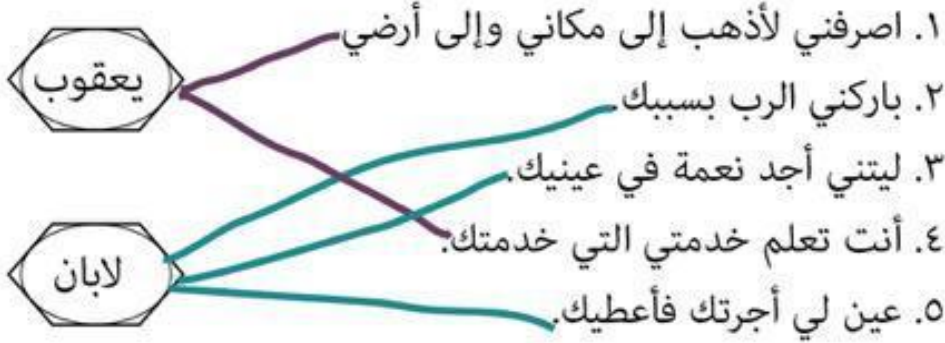 ١. اصرفني لأذهب إلى مكاني وإلى أرضي
يعقوب
٢. باركني الرب بسببك.
٣. ليتني أجد نعمة في عينيك.
٤. أنت تعلم خدمتي التي خدمتك.
لابان
٥. عين لي أجرتك فأعطيك.